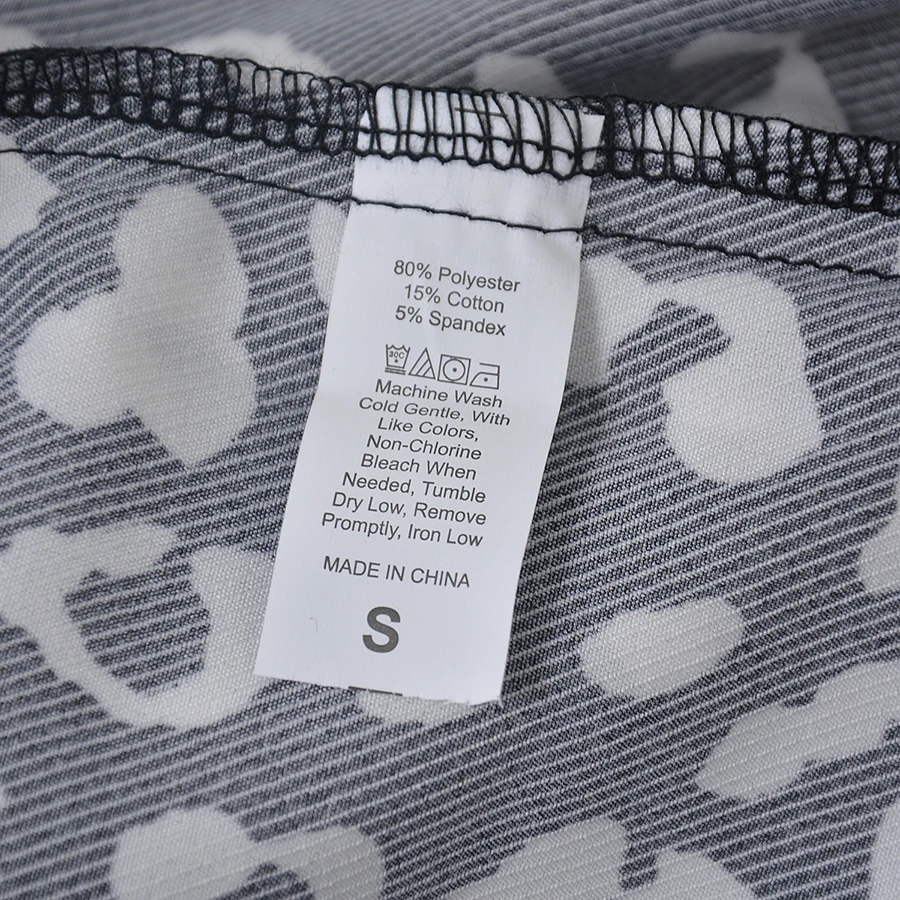 80% Polyester
15% Cotton
5% Spandex
30C
Machine Wash
Cold Gentle, With
Like Colors,
Non-Chlorine
Bleach When
Needed, Tumble
Dry Low, Remove
Promptly, Iron Low
MADE IN CHINA
S